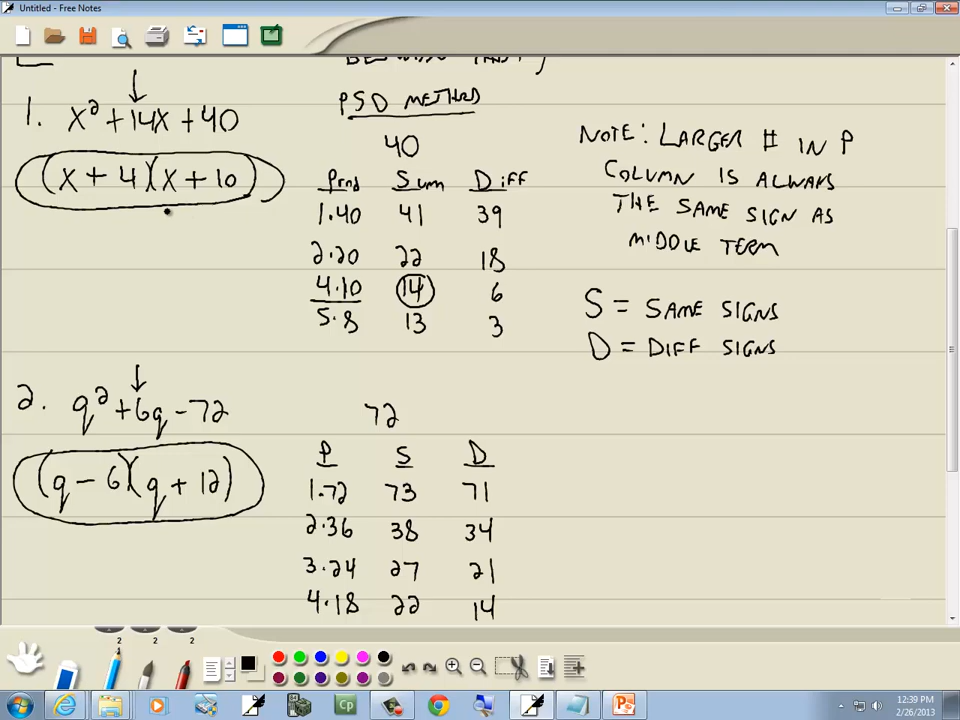 Untitled - Free Notes
PSD METHOD
1. x² + 14x + 40
(x + 4)(x + 10)
40
Prod Sum Diff
1·40 41 39
2·20 22 18
4·10 14 6
5·8 13 3
NOTE: LARGER # IN P
COLUMN IS ALWAYS
THE SAME SIGN AS
MIDDLE TERM
S = SAME SIGNS
D = DIFF SIGNS
2. q² + 6q - 72
(q - 6)(q + 12)
72
P S D
1·72 73 71
2·36 38 34
3·24 27 21
4·18 22 14
2 2 2
Cp
12:39 PM
2/26/2013